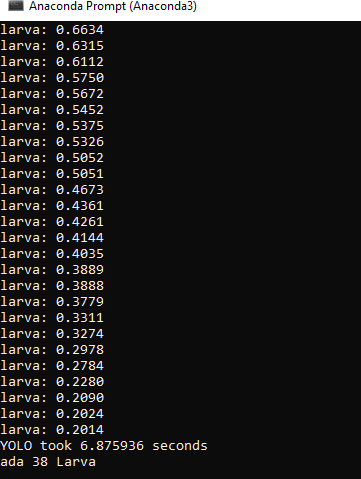 Anaconda Prompt (Anaconda3)
larva: 0.6634
larva: 0.6315
larva: 0.6112
larva: 0.5750
larva: 0.5672
larva: 0.5452
larva: 0.5375
larva: 0.5326
larva: 0.5052
larva: 0.5051
larva: 0.4673
larva: 0.4361
larva: 0.4261
larva: 0.4144
larva: 0.4035
larva: 0.3889
larva: 0.3888
larva: 0.3779
larva: 0.3311
larva: 0.3274
larva: 0.2978
larva: 0.2784
larva: 0.2280
larva: 0.2090
larva: 0.2024
larva: 0.2014
YOLO took 6.875936 seconds
ada 38 Larva